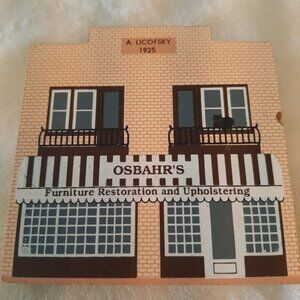 A. LICOFSKY
1925
OSBAHR'S
Furniture Restoration and Upholstering